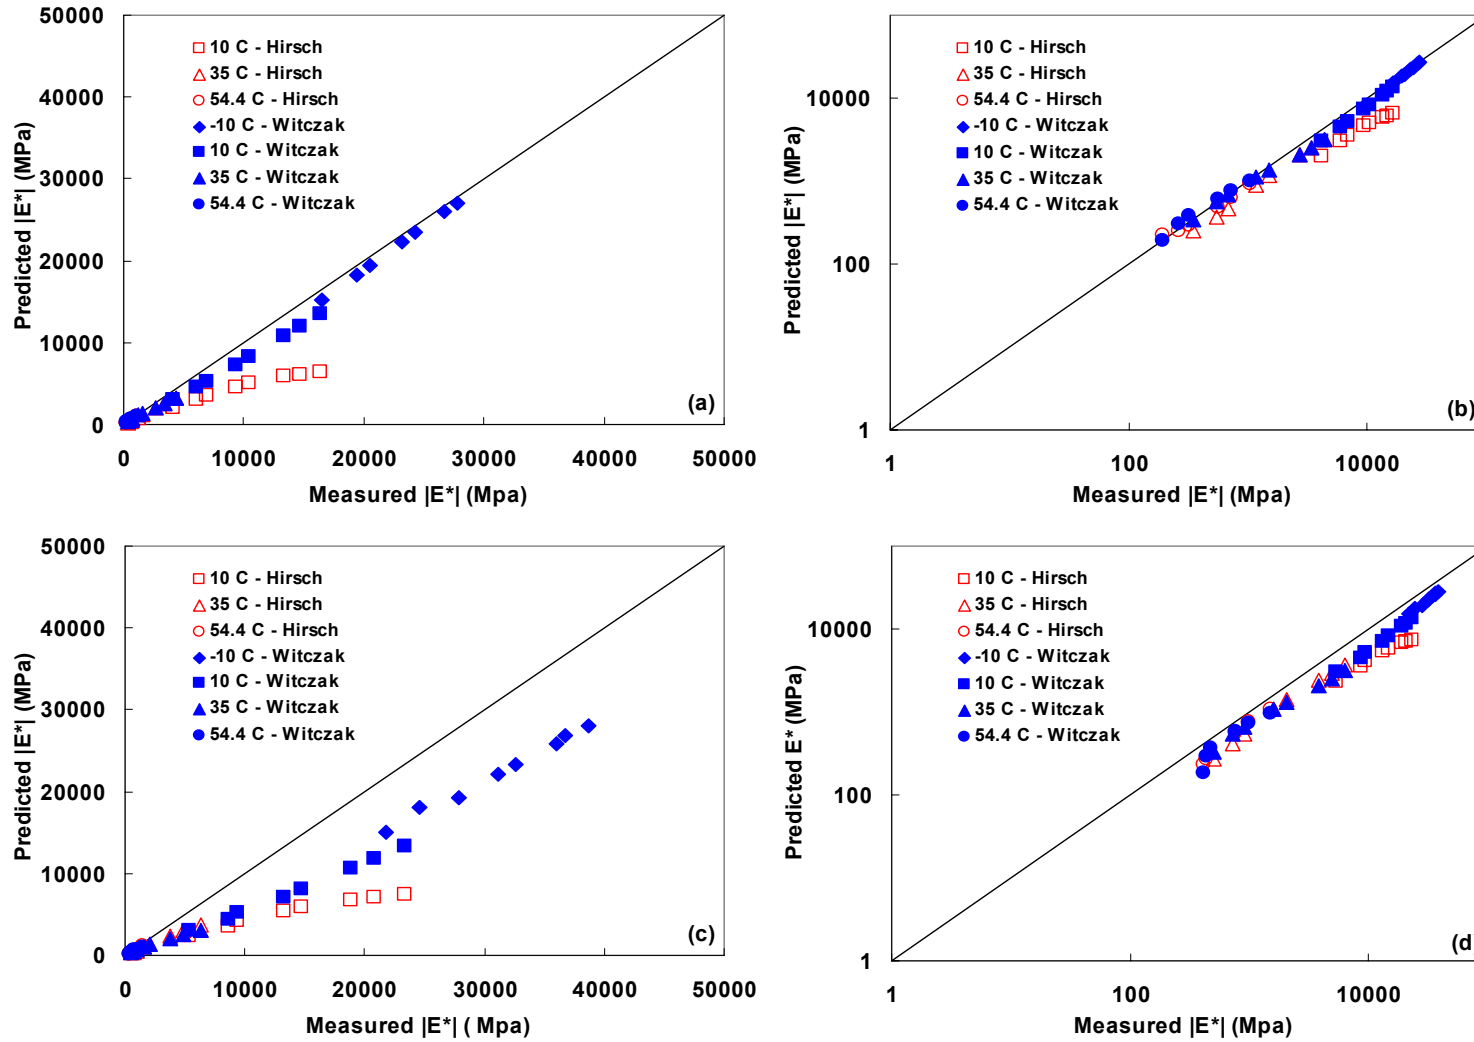 50000
40000
30000
20000
10000
0
Predicted |E*| (MPa)
10 C - Hirsch
35 C - Hirsch
54.4 C - Hirsch
-10 C - Witczak
10 C - Witczak
35 C - Witczak
54.4 C - Witczak
(a)
0 10000 20000 30000 40000 50000
Measured |E*| (Mpa)
10000
100
1
Predicted |E*| (MPa)
10 C - Hirsch
35 C - Hirsch
54.4 C - Hirsch
-10 C - Witczak
10 C - Witczak
35 C - Witczak
54.4 C - Witczak
(b)
1 100 10000
Measured |E*| (Mpa)
50000
40000
30000
20000
10000
0
Predicted |E*| (MPa)
10 C - Hirsch
35 C - Hirsch
54.4 C - Hirsch
-10 C - Witczak
10 C - Witczak
35 C - Witczak
54.4 C - Witczak
(c)
0 10000 20000 30000 40000 50000
Measured |E*| ( Mpa)
10000
100
1
Predicted E* (MPa)
10 C - Hirsch
35 C - Hirsch
54.4 C - Hirsch
-10 C - Witczak
10 C - Witczak
35 C - Witczak
54.4 C - Witczak
(d)
1 100 10000
Measured |E*| (Mpa)